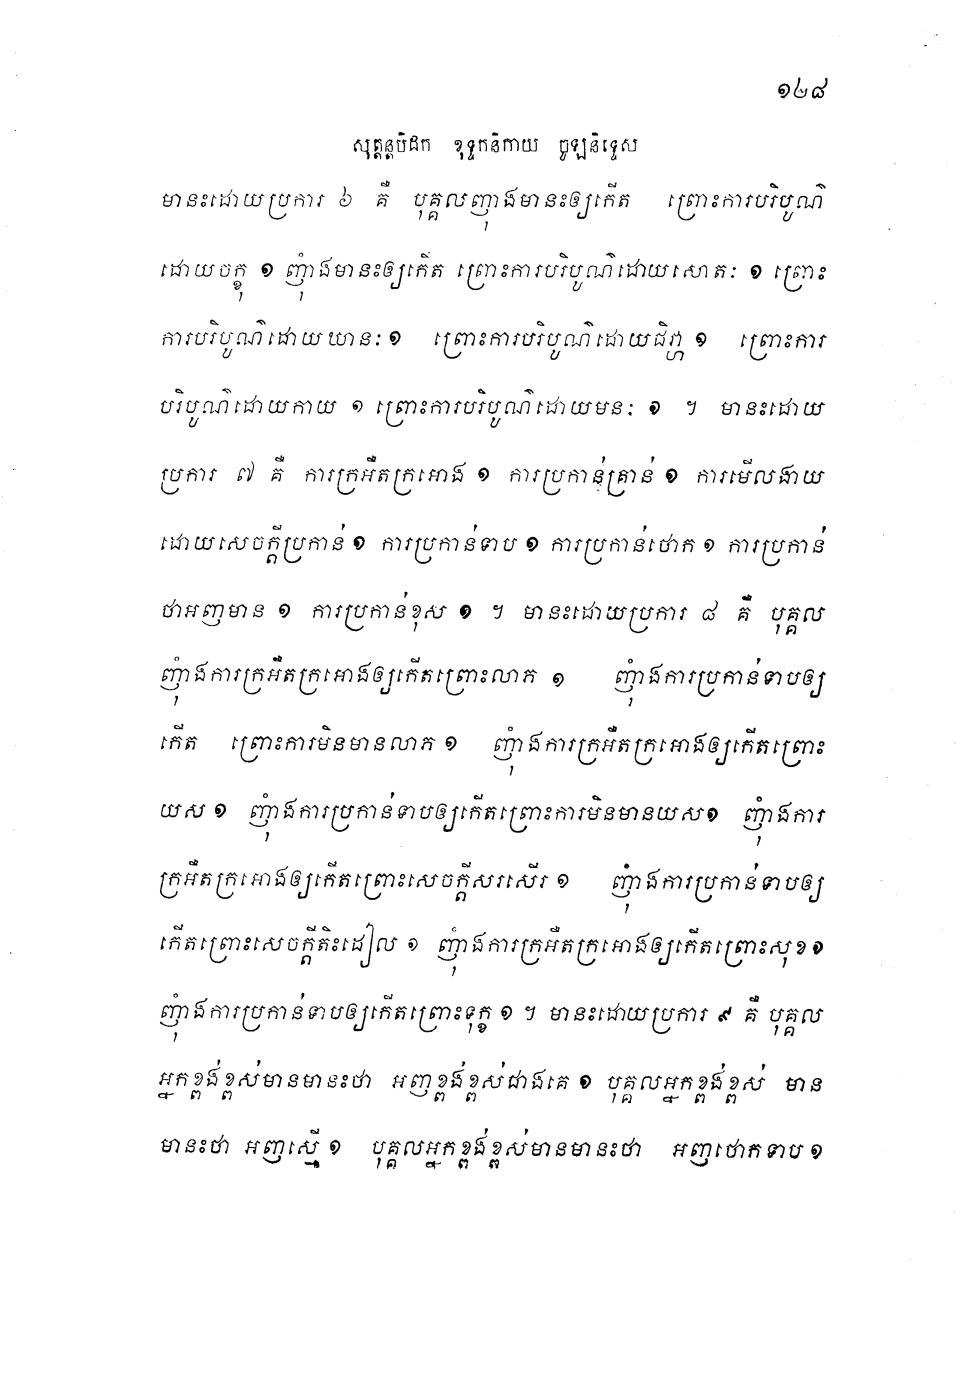 ១២៨
សុត្តន្តបិដក ខុទ្ទកនិកាយ ចូឡនិទ្ទេស
មានះដោយប្រការ ៦ គឺ បុគ្គលញុំាងមានះឲ្យកើត ព្រោះការបរិបូណ៌
ដោយចក្ខុ ១ ញុំាងមានះឲ្យកើត ព្រោះការបរិបូណ៌ដោយសោតៈ ១ ព្រោះ
ការបរិបូណ៌ដោយឃានៈ ១ ព្រោះការបរិបូណ៌ដោយជិវ្ហា ១ ព្រោះការ
បរិបូណ៌ដោយកាយ ១ ព្រោះការបរិបូណ៌ដោយមនៈ ១ ។ មានះដោយ
ប្រការ ៧ គឺ ការក្រអឺតក្រអោង ១ ការប្រកាន់គ្រាន់ ១ ការមើលងាយ
ដោយសេចក្តីប្រកាន់ ១ ការប្រកាន់ទាប ១ ការប្រកាន់ថោក ១ ការប្រកាន់
ថាអញមាន ១ ការប្រកាន់ខុស ១ ។ មានះដោយប្រការ ៨ គឺ បុគ្គល
ញុំាងការក្រអឺតក្រអោងឲ្យកើតព្រោះលាភ ១ ញុំាងការប្រកាន់ទាបឲ្យ
កើត ព្រោះការមិនមានលាភ ១ ញុំាងការក្រអឺតក្រអោងឲ្យកើតព្រោះ
យស ១ ញុំាងការប្រកាន់ទាបឲ្យកើតព្រោះការមិនមានយស១ ញុំាងការ
ក្រអឺតក្រអោងឲ្យកើតព្រោះសេចក្តីសរសើរ ១ ញុំាងការប្រកាន់ទាបឲ្យ
កើតព្រោះសេចក្តីតិះដៀល ១ ញុំាងការក្រអឺតក្រអោងឲ្យកើតព្រោះសុខ១
ញុំាងការប្រកាន់ទាបឲ្យកើតព្រោះទុក្ខ ១ ។ មានះដោយប្រការ ៩ គឺ បុគ្គល
អ្នកខ្ពង់ខ្ពស់មានមានះថា អញខ្ពង់ខ្ពស់ជាងគេ ១ បុគ្គលអ្នកខ្ពង់ខ្ពស់ មាន
មានះថា អញស្មើ ១ បុគ្គលអ្នកខ្ពង់ខ្ពស់មានមានះថា អញថោកទាប ១